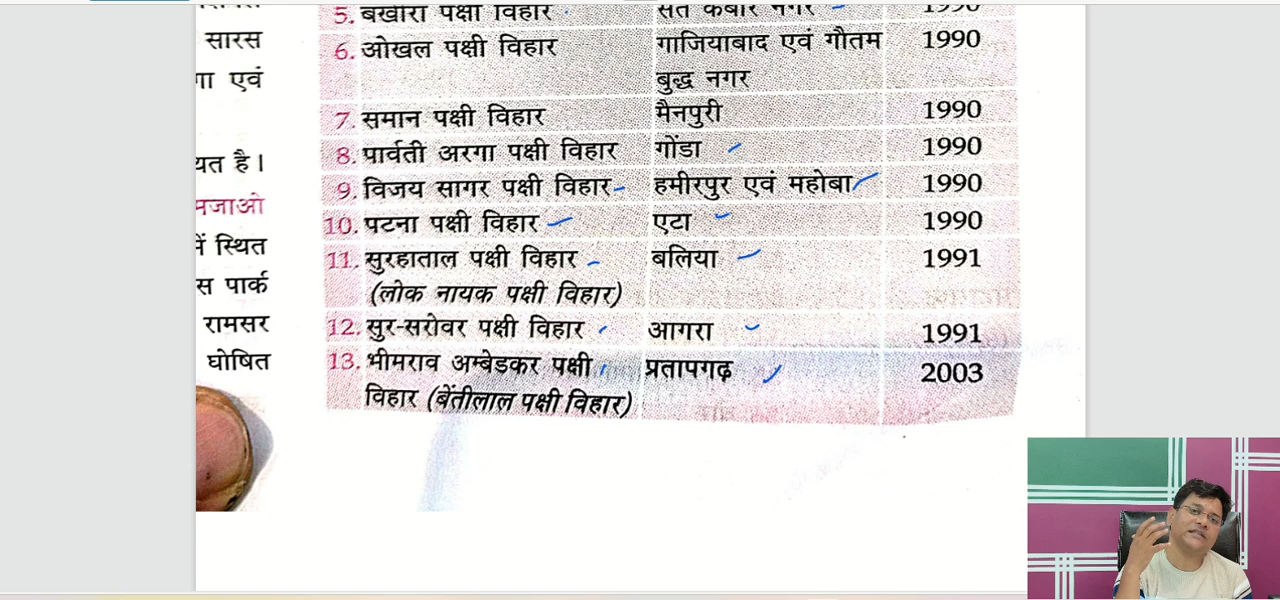 5. बखीरा पक्षी विहार संत कबीर नगर 1990
सारस
6. ओखल पक्षी विहार गाजियाबाद एवं गौतम 1990
गा एवं
बुद्ध नगर
7. समान पक्षी विहार मैनपुरी 1990
यत है।
8. पार्वती अरगा पक्षी विहार गोंडा 1990
मजाओ
9. विजय सागर पक्षी विहार हमीरपुर एवं महोबा 1990
10. पटना पक्षी विहार एटा 1990
में स्थित
11. सुरहाताल पक्षी विहार बलिया 1991
स पार्क
(लोक नायक पक्षी विहार)
रामसर
12. सुर-सरोवर पक्षी विहार आगरा 1991
घोषित
13. भीमराव अम्बेडकर पक्षी प्रतापगढ़ 2003
विहार (बेंतीलाल पक्षी विहार)